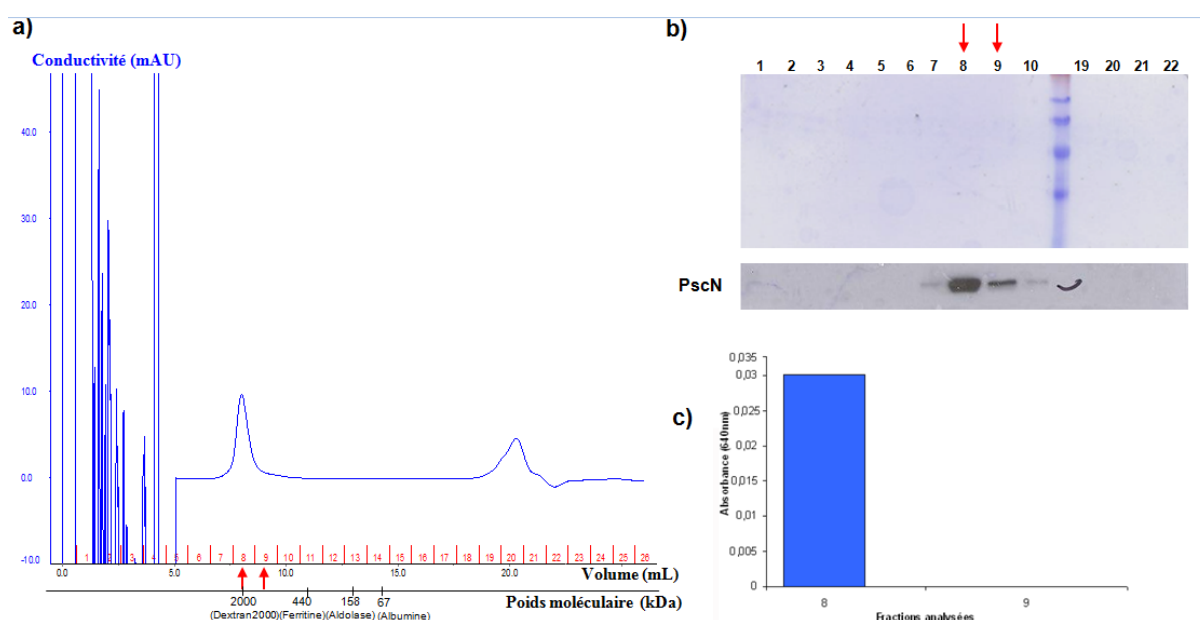 a)
Conductivité (mAU)
40.0
30.0
20.0
10.0
0.0
-10.0
1 2 3 4 5 6 7 8 9 10 11 12 13 14 15 16 17 18 19 20 21 22 23 24 25 26
0.0 5.0 10.0 15.0 20.0 Volume (mL)
2000 440 158 67 Poids moléculaire (kDa)
(Dextran2000)(Ferritine)(Aldolase)(Albumine)
b)
1 2 3 4 5 6 7 8 9 10 19 20 21 22
PscN
c)
Absorbance (640nm)
0,035
0,03
0,035
0,02
0,015
0,01
0,005
0
8 9
Fractions analysées